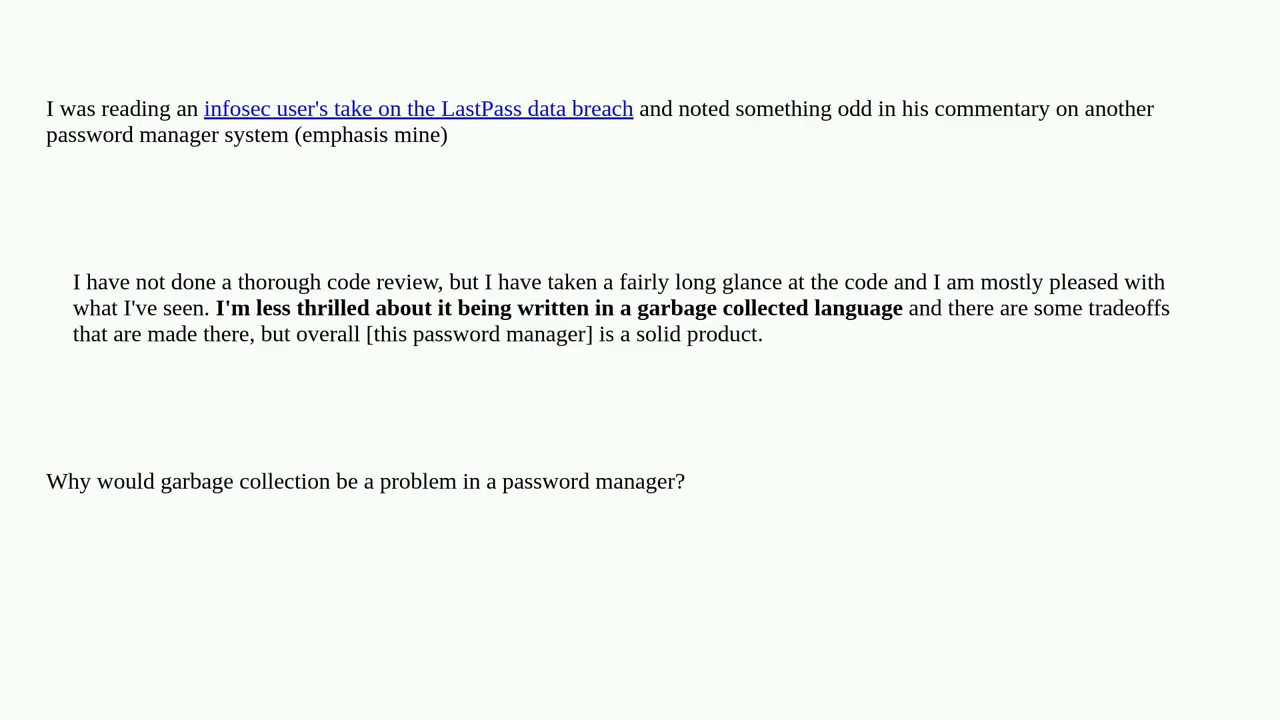 I was reading an infosec user's take on the LastPass data breach and noted something odd in his commentary on another
password manager system (emphasis mine)
I have not done a thorough code review, but I have taken a fairly long glance at the code and I am mostly pleased with
what I've seen. I'm less thrilled about it being written in a garbage collected language and there are some tradeoffs
that are made there, but overall [this password manager] is a solid product.
Why would garbage collection be a problem in a password manager?